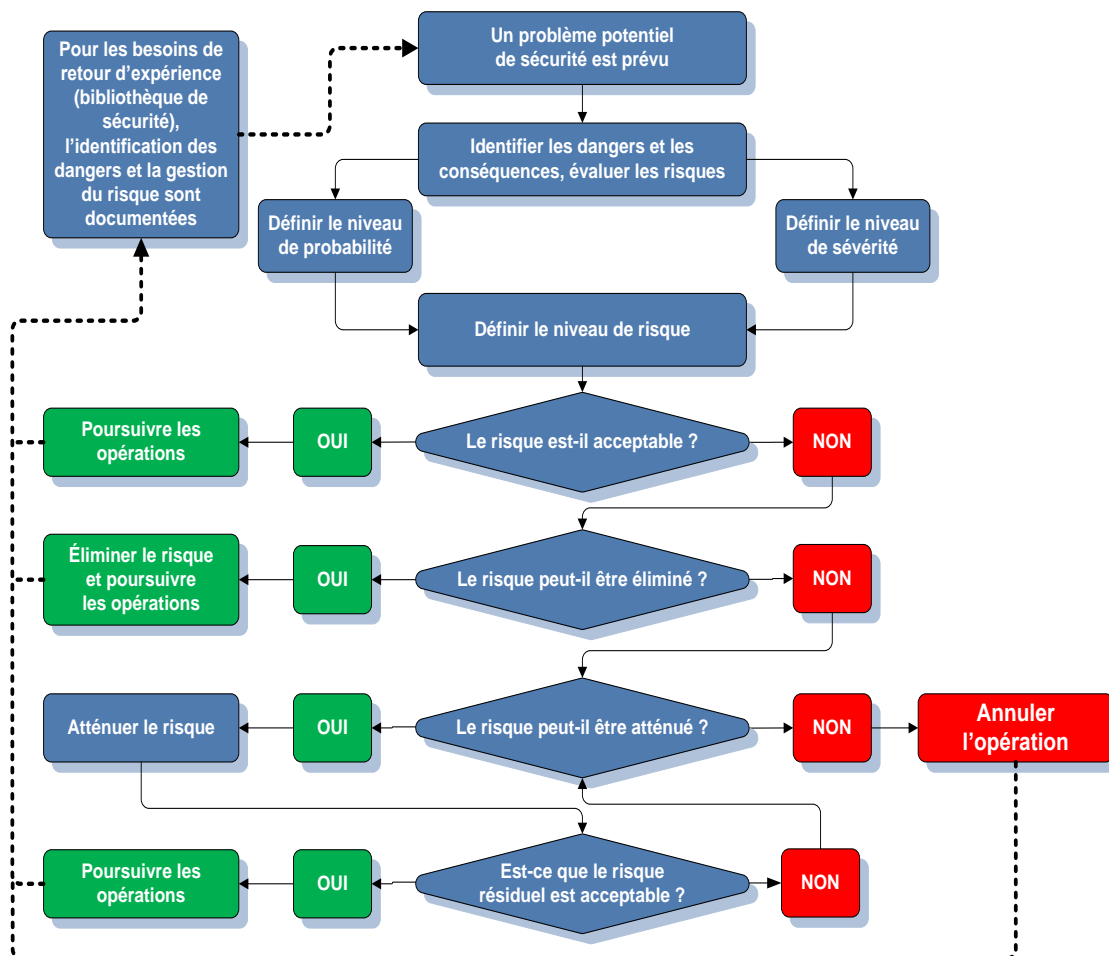 Pour les besoins de
retour d'expérience
(bibliothèque de
sécurité),
l'identification des
dangers et la gestion
du risque sont
documentées
Un problème potentiel
de sécurité est prévu
Identifier les dangers et les
conséquences, évaluer les risques
Définir le niveau
de probabilité
Définir le niveau
de sévérité
Définir le niveau de risque
Poursuivre les
opérations
OUI
Le risque est-il acceptable ?
NON
Éliminer le risque
et poursuivre
les opérations
OUI
Le risque peut-il être éliminé ?
NON
Atténuer le risque
OUI
Le risque peut-il être atténué ?
NON
Annuler
l'opération
Poursuivre les
opérations
OUI
Est-ce que le risque
résiduel est acceptable ?
NON